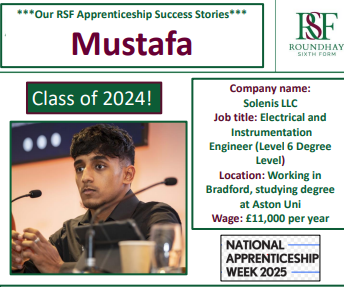 ***Our RSF Apprenticeship Success Stories***
Mustafa
RSF
ROUNDHAY
SIXTH FORM
Class of 2024!
Company name:
Solenis LLC
Job title: Electrical and
Instrumentation
Engineer (Level 6 Degree
Level)
Location: Working in
Bradford, studying degree
at Aston Uni
Wage: £11,000 per year
NATIONAL
APPRENTICESHIP
WEEK 2025